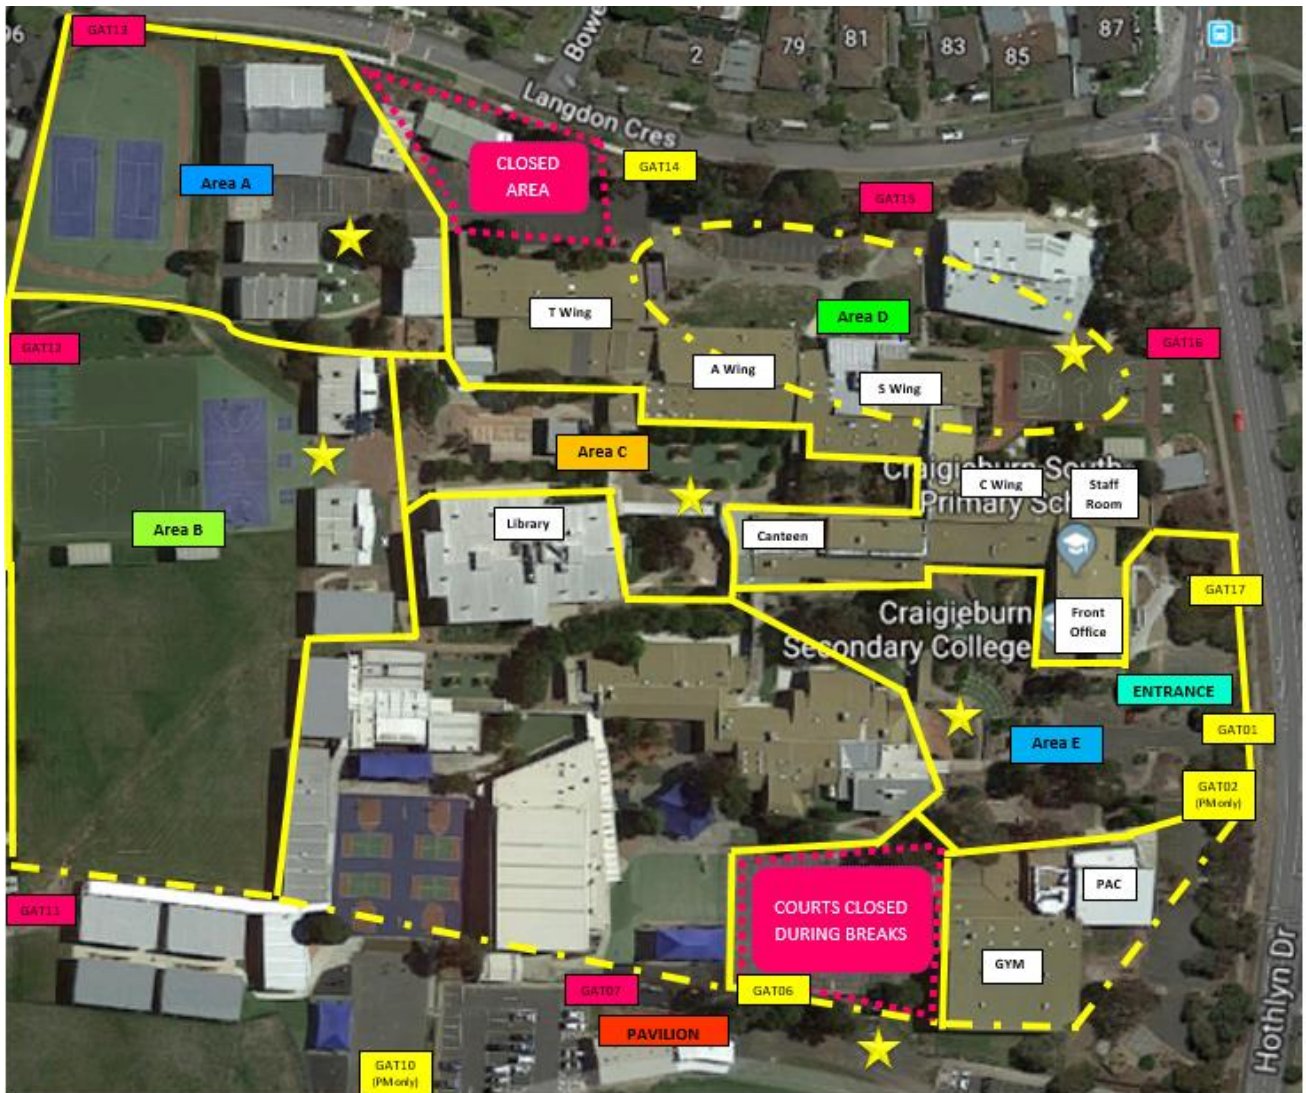 GAT13
96
Bowe
2
79
81
83
85
87
Langdon Cres
CLOSED
AREA
GAT14
Area A
GAT15
T Wing
Area D
GAT12
GAT16
A Wing
S Wing
Area C
Craigieburn South
Primary Sch
C Wing
Staff
Room
Library
Area B
Canteen
GAT17
Craigieburn
Secondary College
Front
Office
ENTRANCE
GAT01
Area E
GAT02
(PM only)
PAC
GAT11
COURTS CLOSED
DURING BREAKS
GYM
GAT07
GAT06
PAVILION
GAT10
(PM only)
Hothlyn Dr